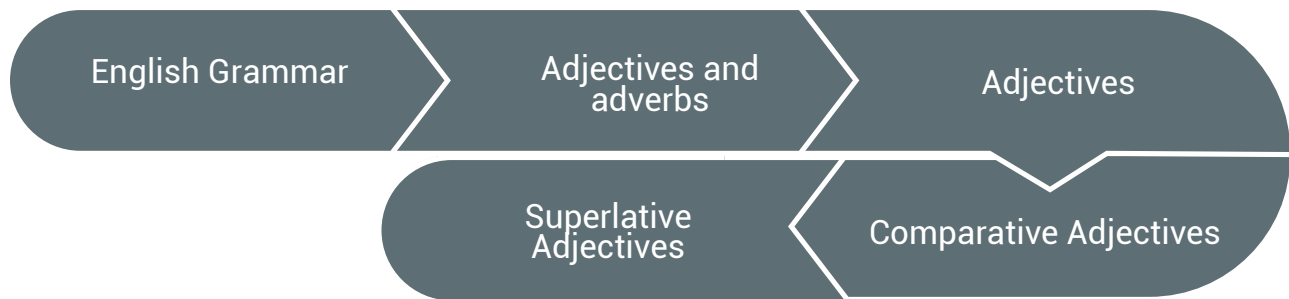 English Grammar
Adjectives and
adverbs
Adjectives
Comparative Adjectives
Superlative
Adjectives